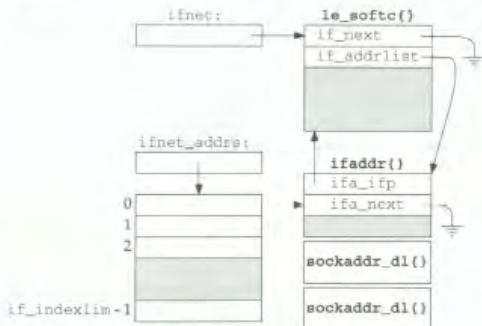 ifnet:
le_softc()
if_next
if_addrlist
ifnet_addrs:
ifaddr()
ifa_ifp
ifa_next
0
1
2
sockaddr_dl()
if_indexlim-1
sockaddr_dl()